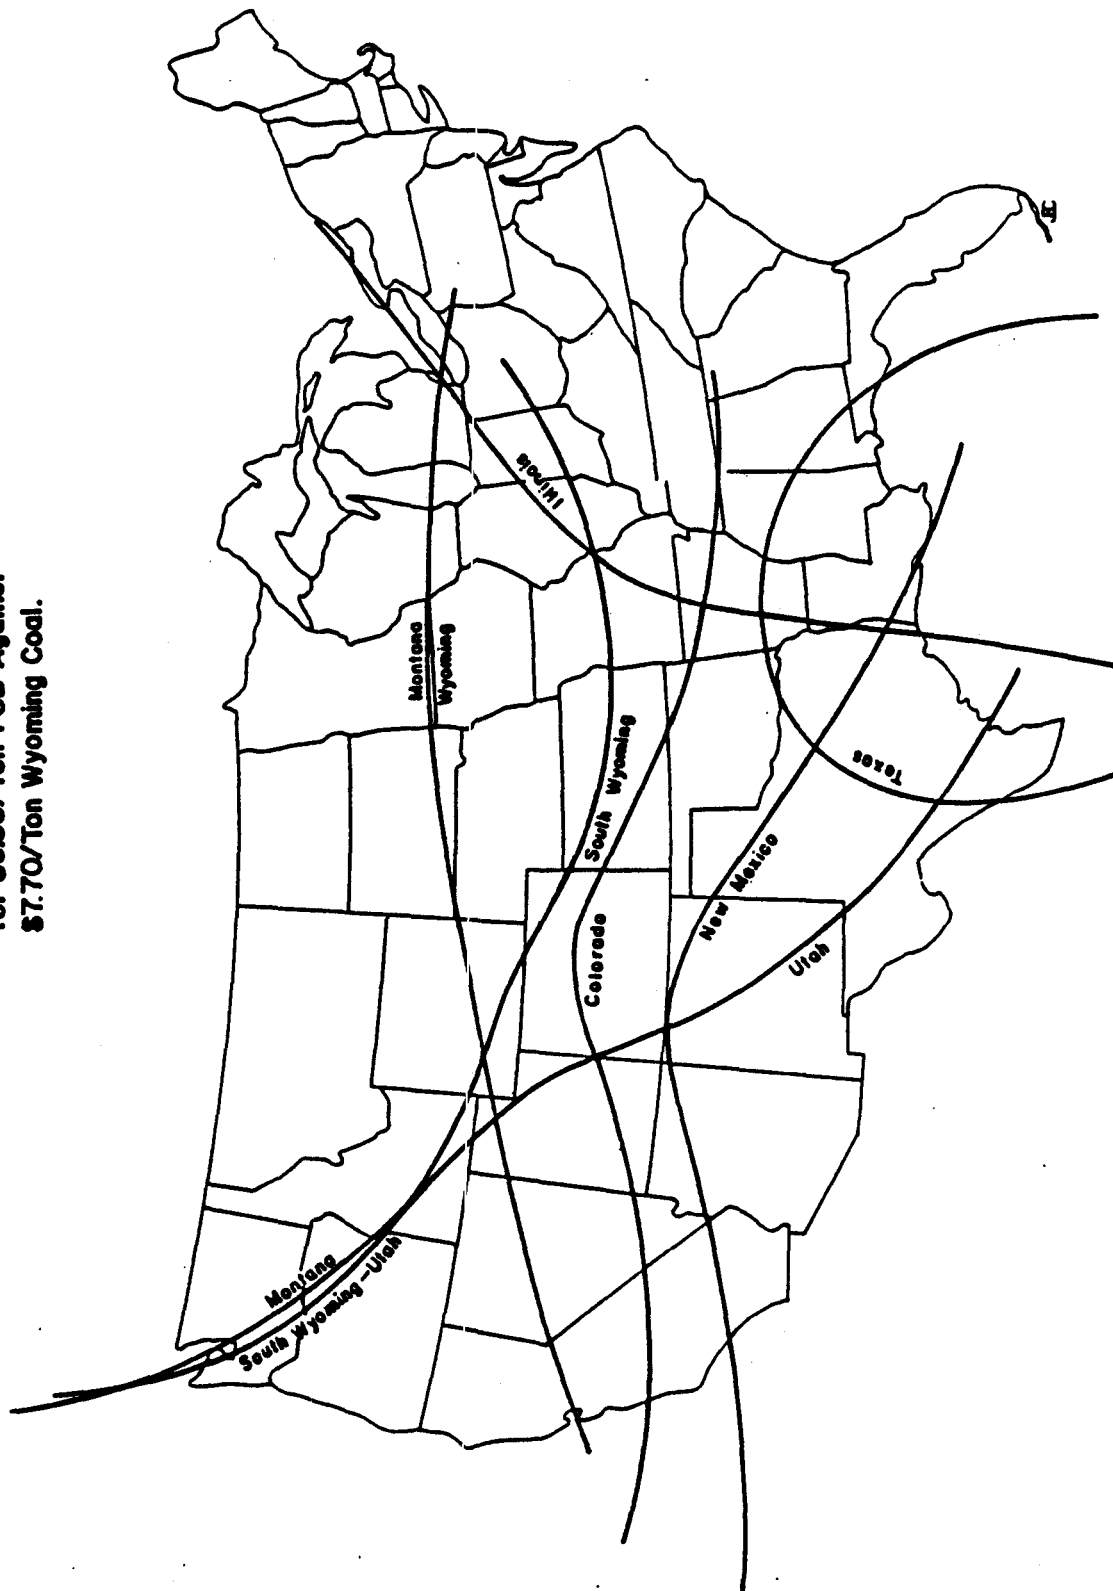 $7.70/Ton Wyoming Coal.
Montana
South Wyoming-Utah
Montana
Wyoming
Illinois
South Wyoming
Colorado
New Mexico
Utah
Texas